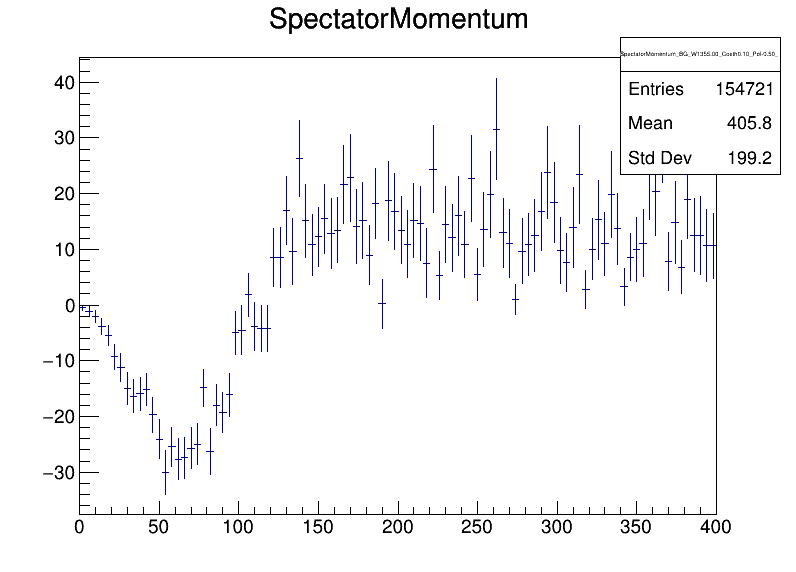 SpectatorMomentum
SpectatorMomentum_BG_W1355.00_Costh0.10_Pol-0.50_
Entries 154721
Mean 405.8
Std Dev 199.2
40
30
20
10
0
−10
−20
−30
0 50 100 150 200 250 300 350 400